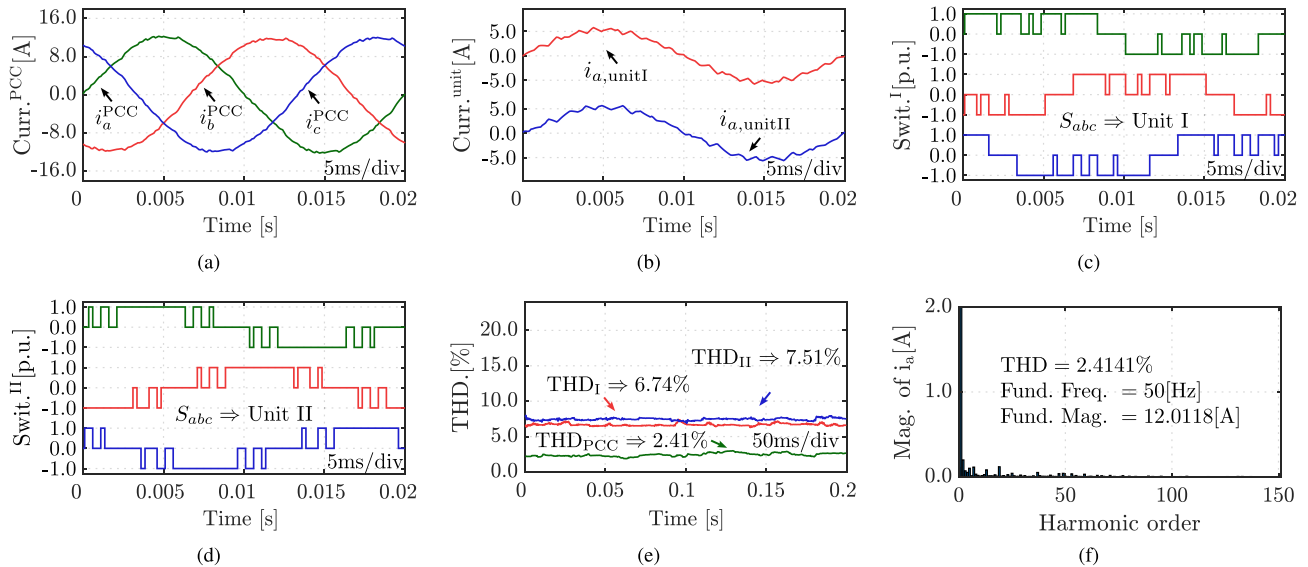 Curr.^PCC [A]
16.0
8.0
0.0
-8.0
-16.0
i_a^PCC
i_b^PCC
i_c^PCC
5ms/div
0 0.005 0.01 0.015 0.02
Time [s]
(a)
Curr.^unit [A]
5.0
0.0
-5.0
5.0
0.0
-5.0
i_a,unitI
i_a,unitII
5ms/div
0 0.005 0.01 0.015 0.02
Time [s]
(b)
Swit.^I [p.u.]
1.0
0.0
-1.0
1.0
0.0
-1.0
1.0
0.0
-1.0
S_abc ⇒ Unit I
5ms/div
0 0.005 0.01 0.015 0.02
Time [s]
(c)
Swit.^II [p.u.]
1.0
0.0
-1.0
1.0
0.0
-1.0
1.0
0.0
-1.0
S_abc ⇒ Unit II
5ms/div
0 0.005 0.01 0.015 0.02
Time [s]
(d)
THD.[%]
20.0
15.0
10.0
5.0
0.0
THD_II ⇒ 7.51%
THD_I ⇒ 6.74%
THD_PCC ⇒ 2.41%
50ms/div
0 0.05 0.1 0.15 0.2
Time [s]
(e)
Mag. of i_a[A]
2.0
1.0
0.0
THD = 2.4141%
Fund. Freq. = 50[Hz]
Fund. Mag. = 12.0118[A]
0 50 100 150
Harmonic order
(f)